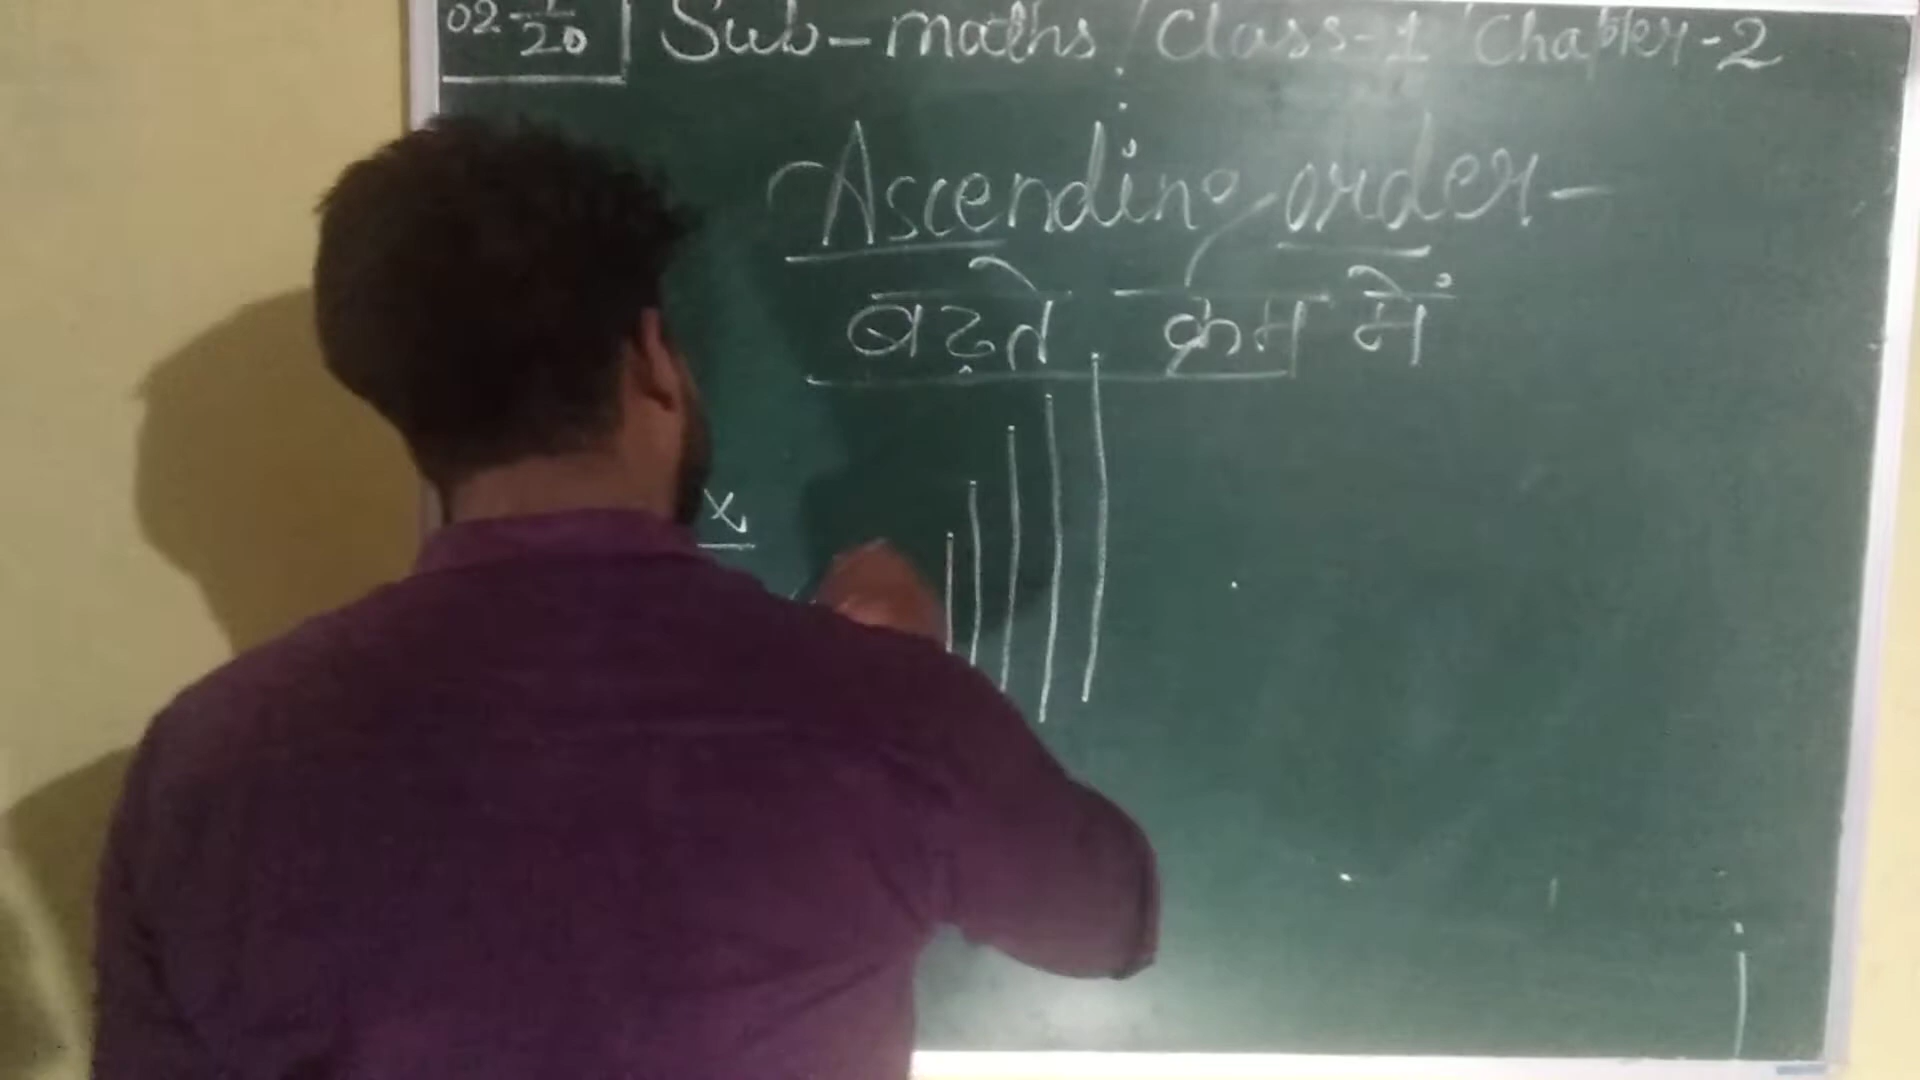 02 1/20 Sub-maths / Class-1 / Chapter-2
Ascending order-
बढ़ते क्रम में
x